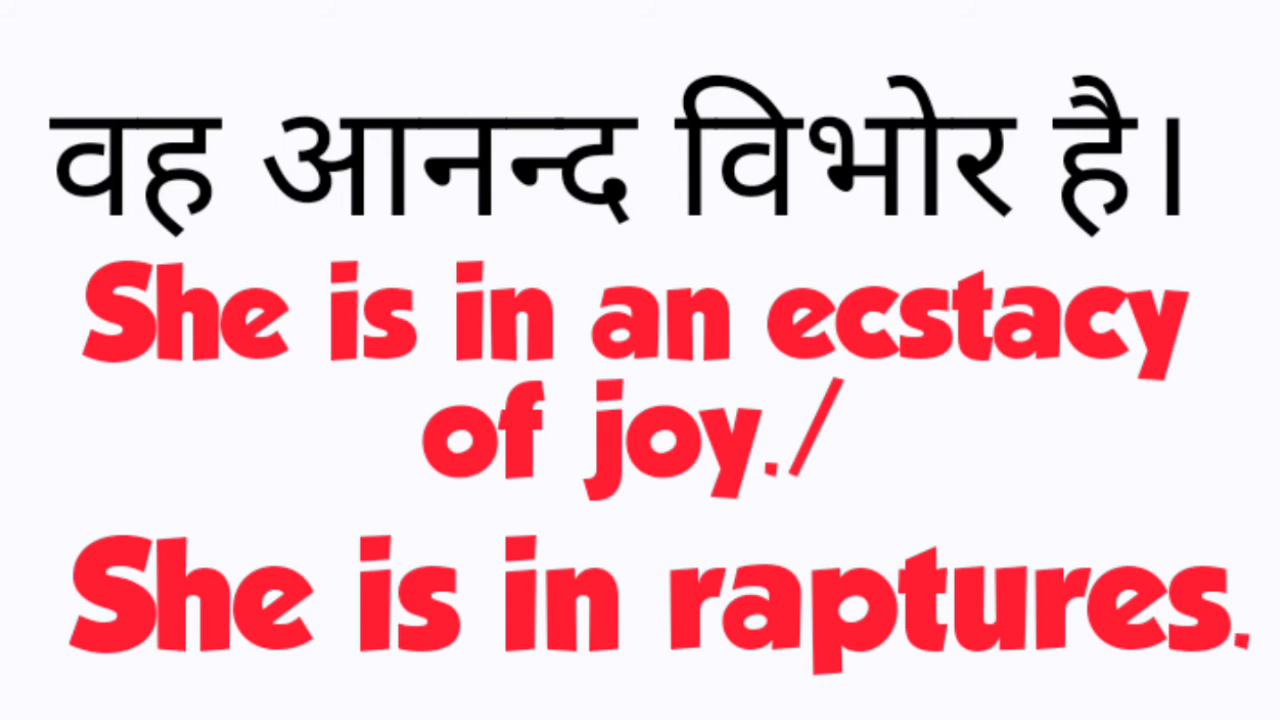 वह आनन्द विभोर है।
She is in an ecstacy
of joy./
She is in raptures.